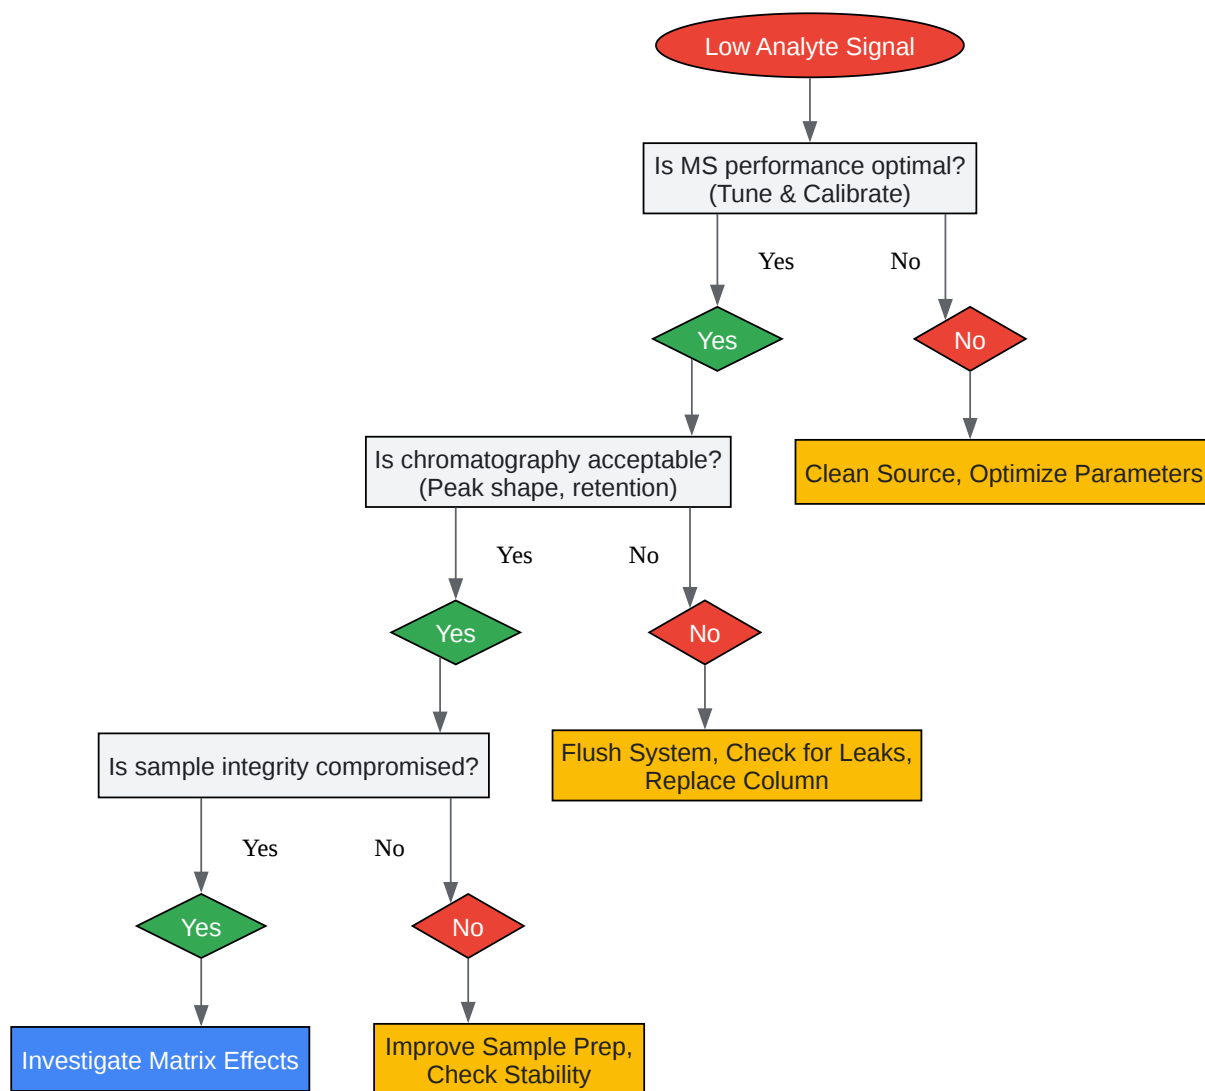 Low Analyte Signal
Is MS performance optimal?
(Tune & Calibrate)
Yes
No
Yes
No
Is chromatography acceptable?
(Peak shape, retention)
Clean Source, Optimize Parameters
Yes
No
Yes
No
Is sample integrity compromised?
Flush System, Check for Leaks,
Replace Column
Yes
No
Yes
No
Investigate Matrix Effects
Improve Sample Prep,
Check Stability